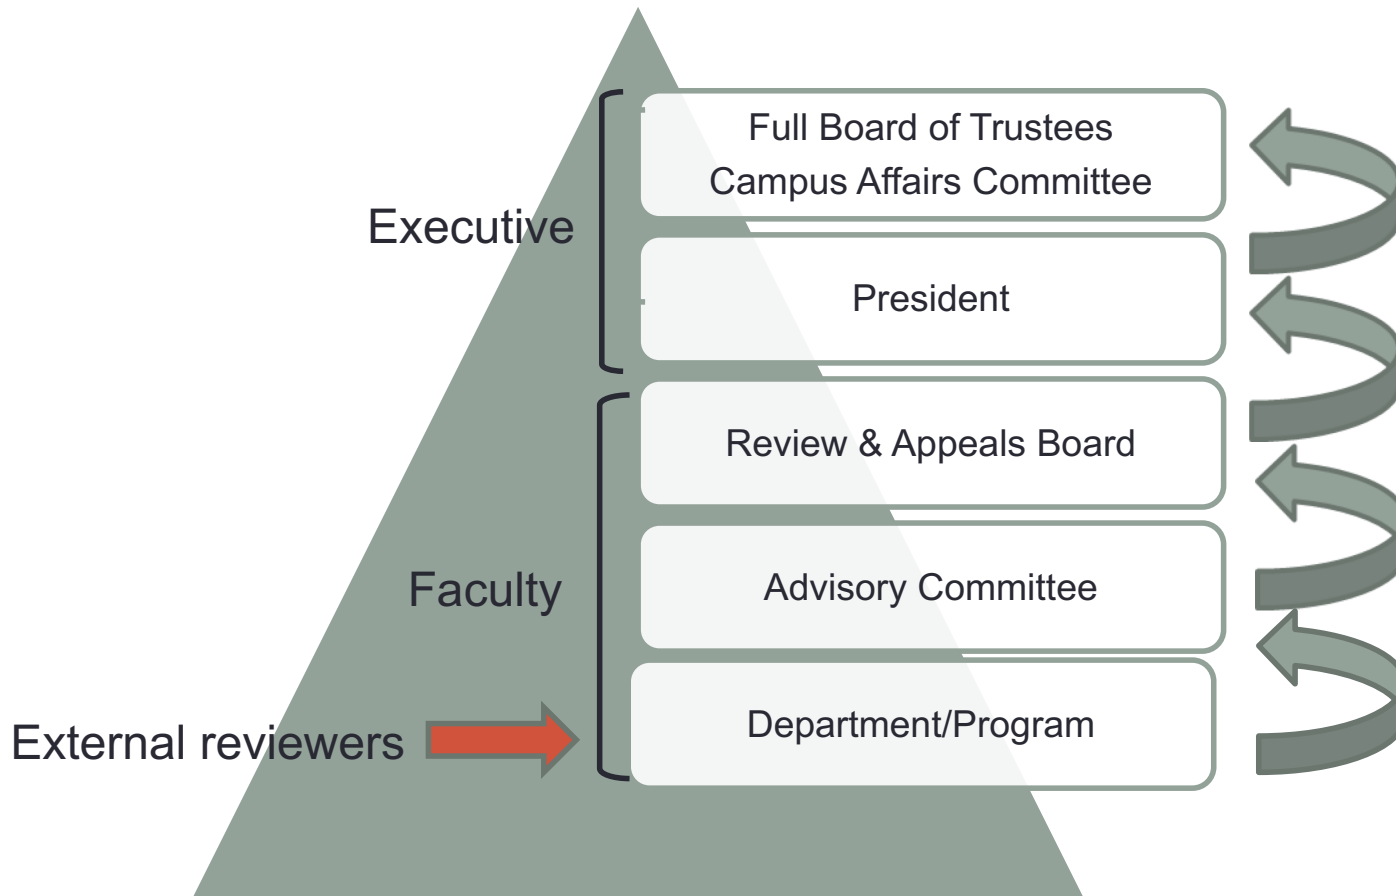 Full Board of Trustees
Campus Affairs Committee
Executive
President
Review & Appeals Board
Faculty
Advisory Committee
External reviewers
Department/Program